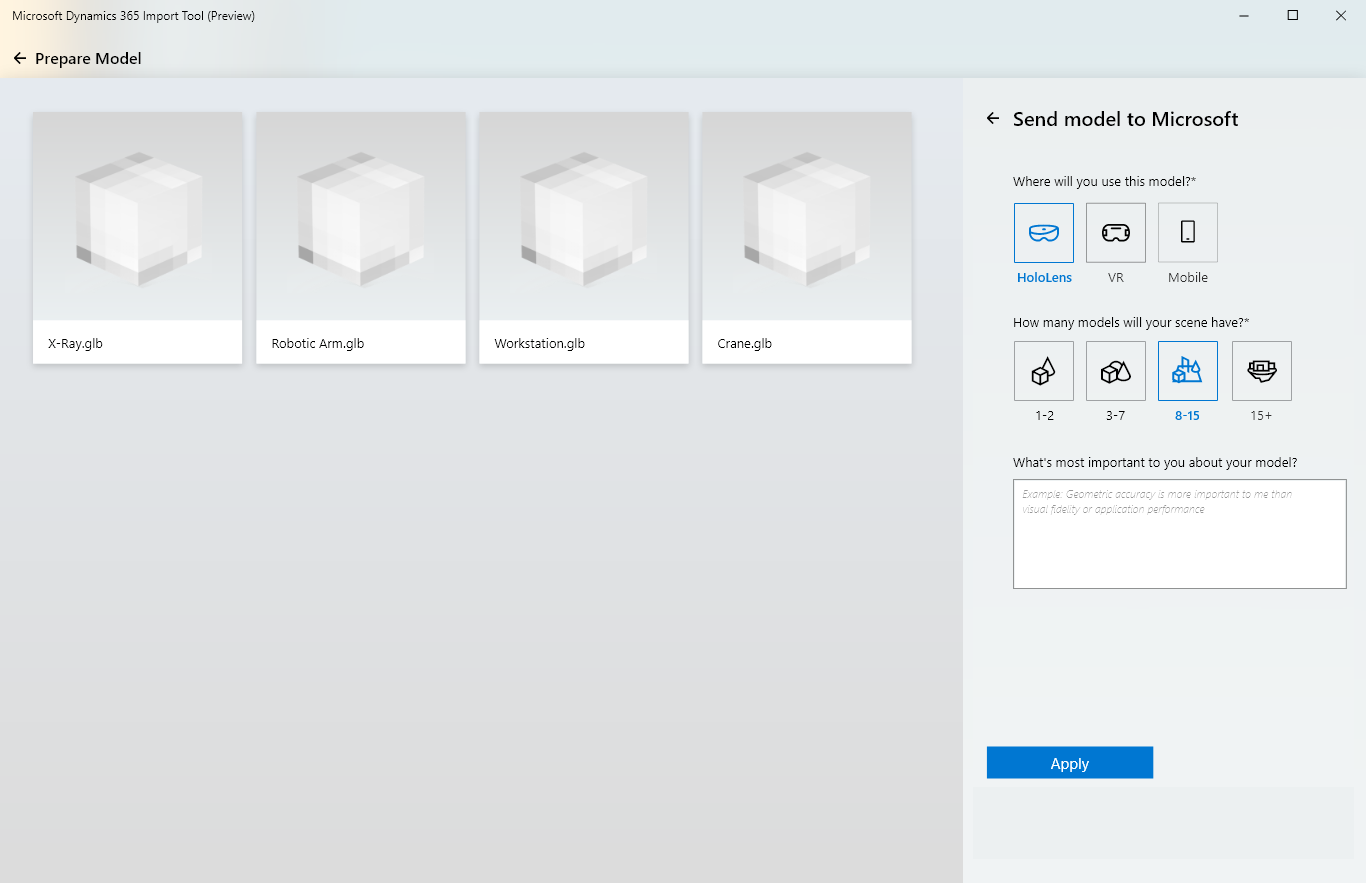 Microsoft Dynamics 365 Import Tool (Preview)
Prepare Model
X-Ray.glb
Robotic Arm.glb
Workstation.glb
Crane.glb
Send model to Microsoft
Where will you use this model?*
HoloLens
VR
Mobile
How many models will your scene have?*
1-2
3-7
8-15
15+
What's most important to you about your model?
Example: Geometric accuracy is more important to me than
visual fidelity or application performance
Apply